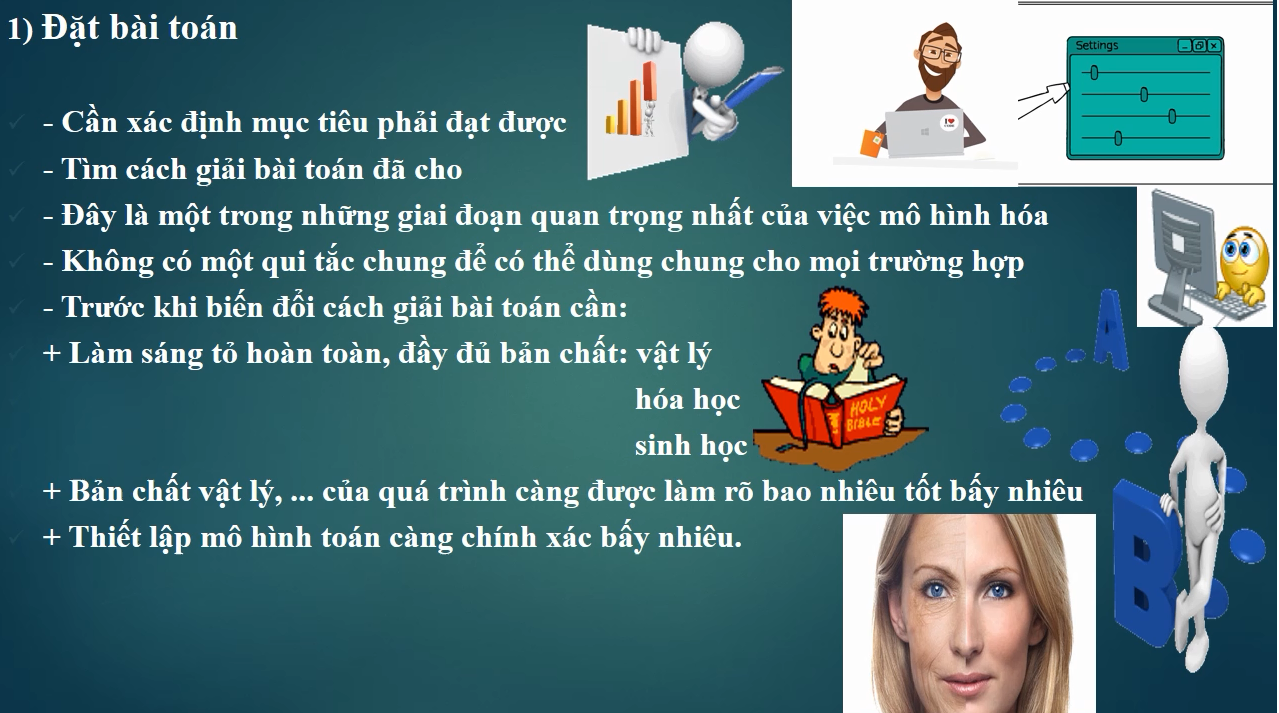 1) Đặt bài toán
- Cần xác định mục tiêu phải đạt được
- Tìm cách giải bài toán đã cho
- Đây là một trong những giai đoạn quan trọng nhất của việc mô hình hóa
- Không có một qui tắc chung để có thể dùng chung cho mọi trường hợp
- Trước khi biến đổi cách giải bài toán cần:
+ Làm sáng tỏ hoàn toàn, đầy đủ bản chất: vật lý
hóa học
sinh học
+ Bản chất vật lý, ... của quá trình càng được làm rõ bao nhiêu tốt bấy nhiêu
+ Thiết lập mô hình toán càng chính xác bấy nhiêu.
Settings
I
HOLY
BIBLE
A
B